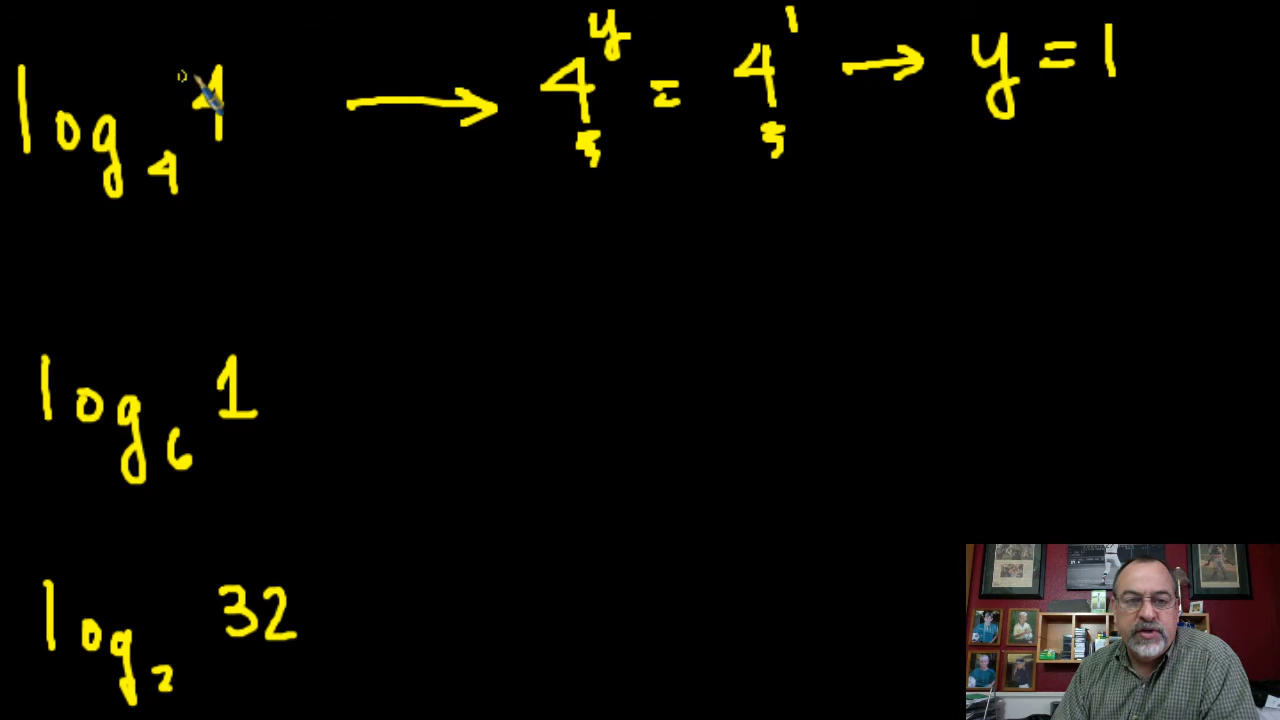 log₄ 4 → 4^y = 4^1 → y = 1
log₆ 1
log₂ 32